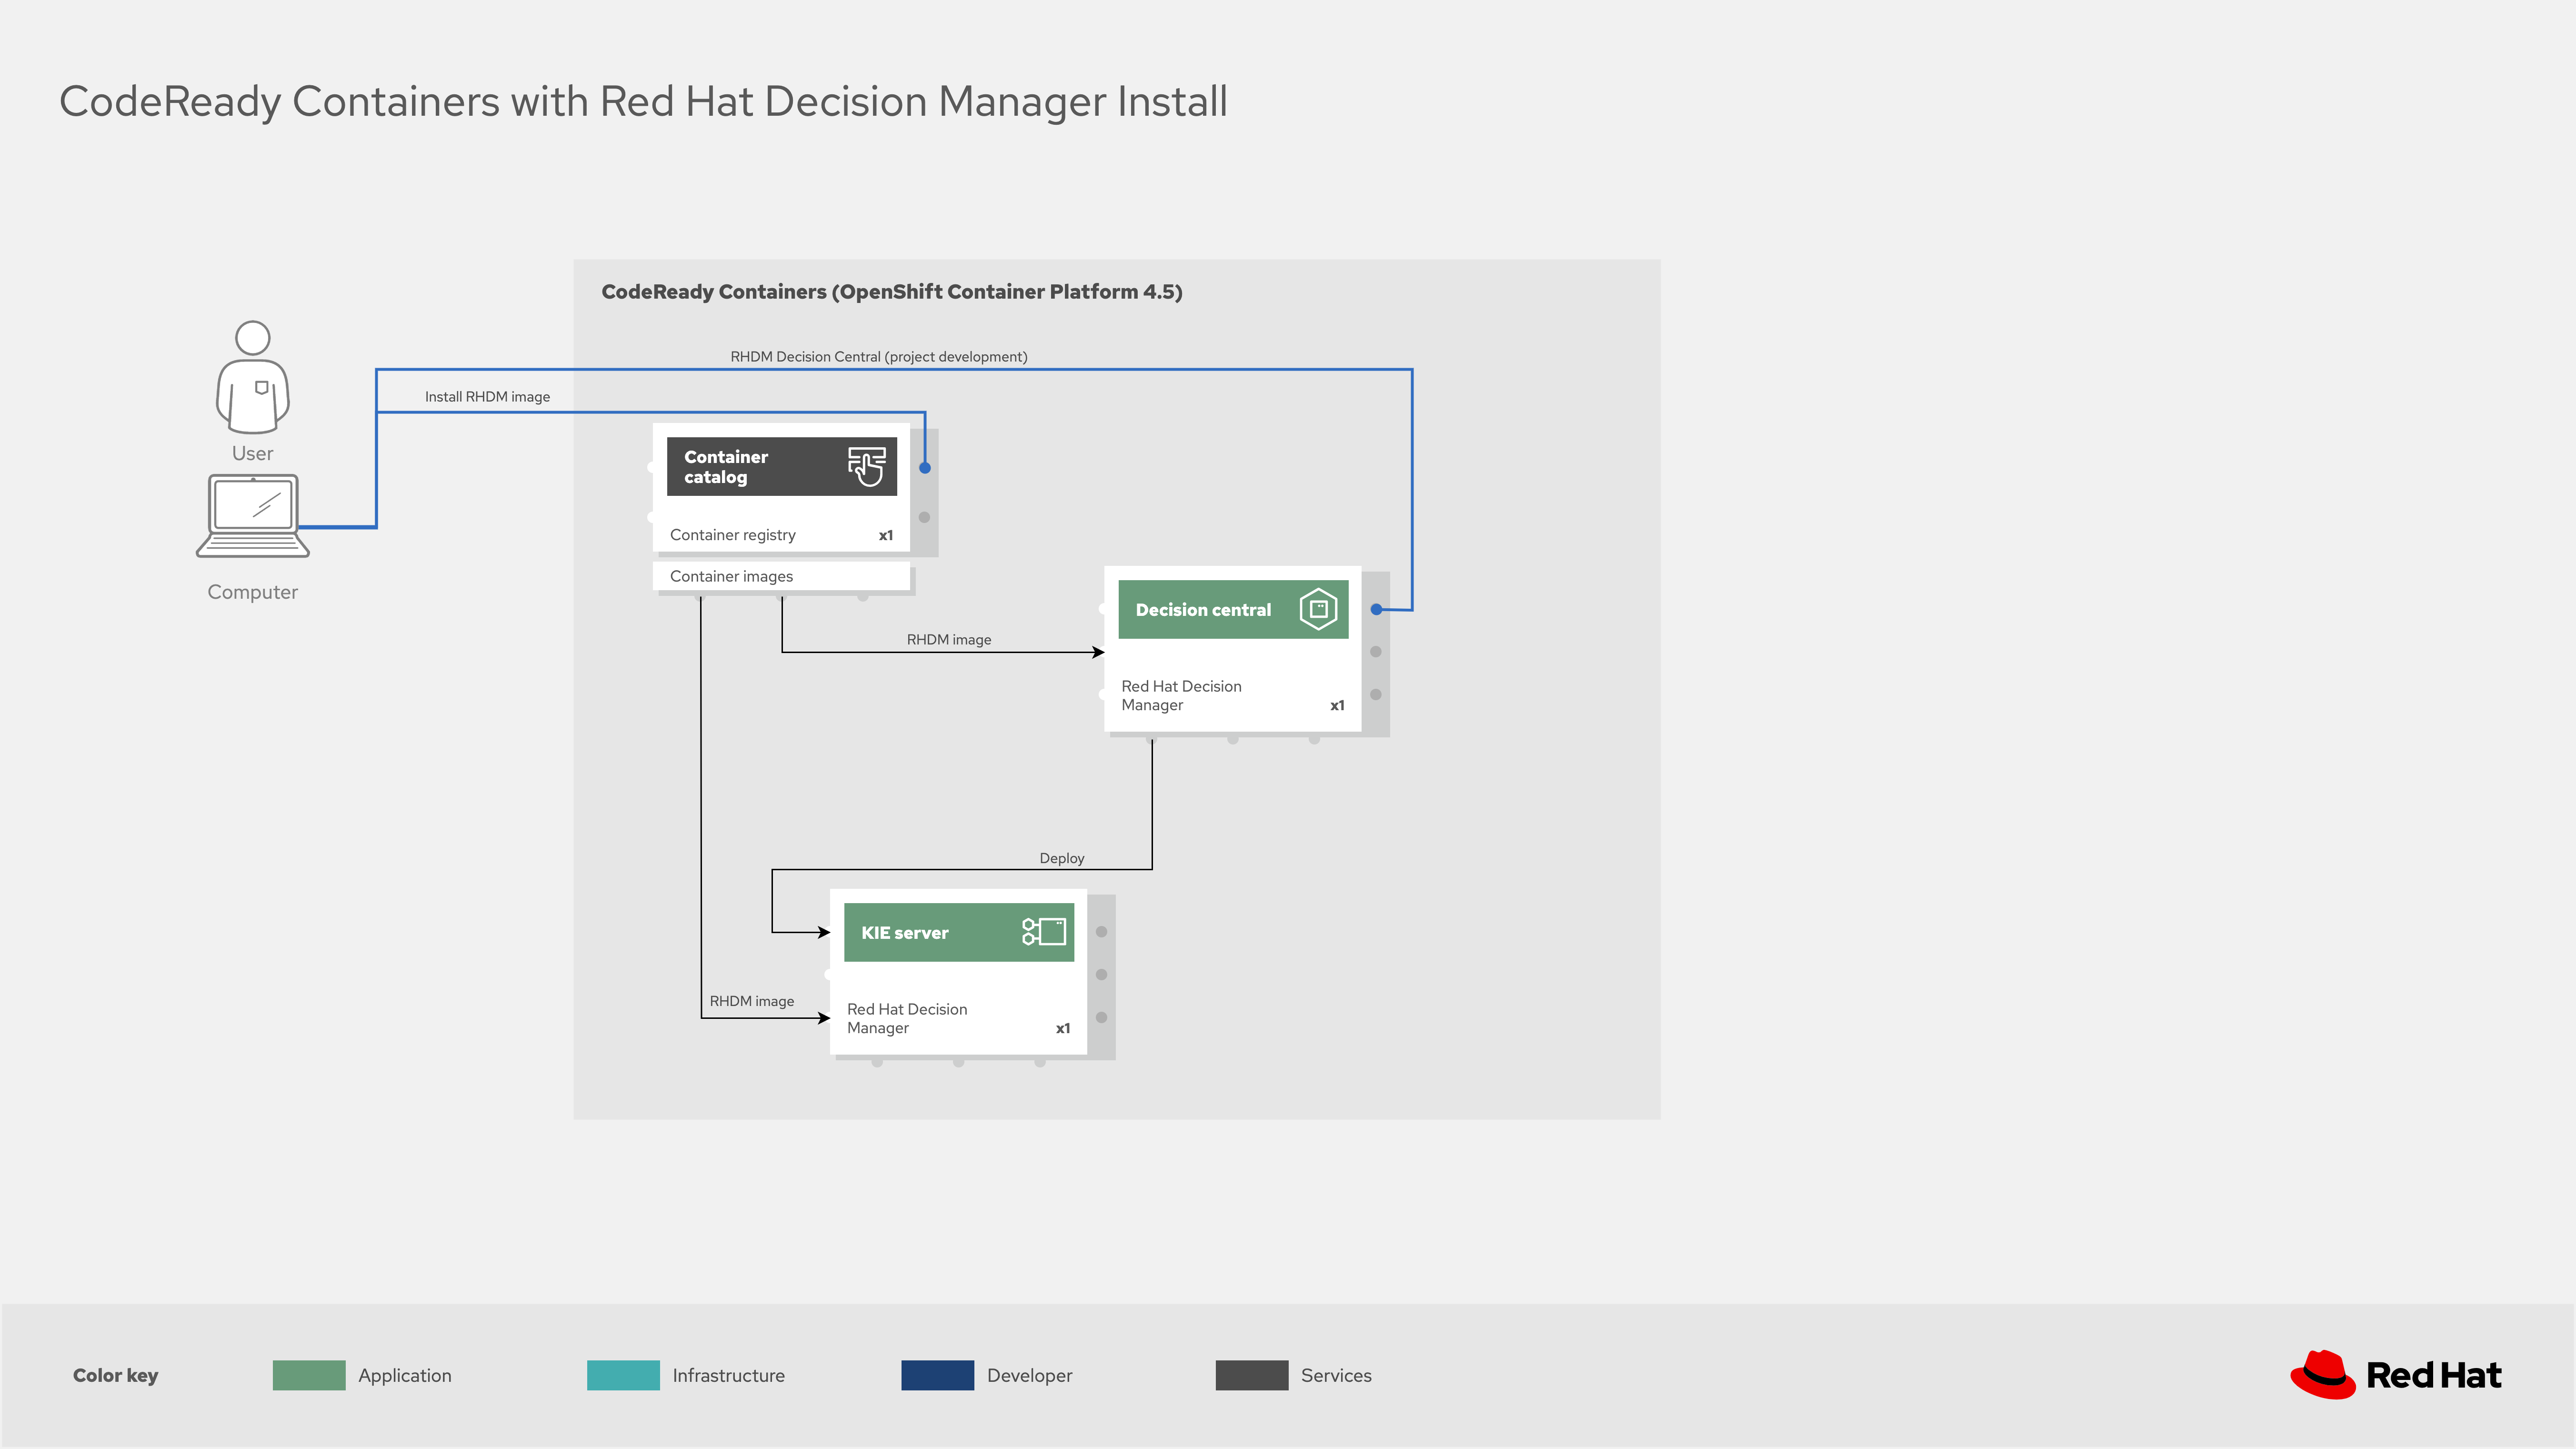 CodeReady Containers with Red Hat Decision Manager Install
CodeReady Containers (OpenShift Container Platform 4.5)
RHDM Decision Central (project development)
Install RHDM image
User
Computer
Container
catalog
Container registry x1
Container images
RHDM image
Decision central
Red Hat Decision
Manager x1
Deploy
KIE server
RHDM image
Red Hat Decision
Manager x1
Color key Application Infrastructure Developer Services
Red Hat